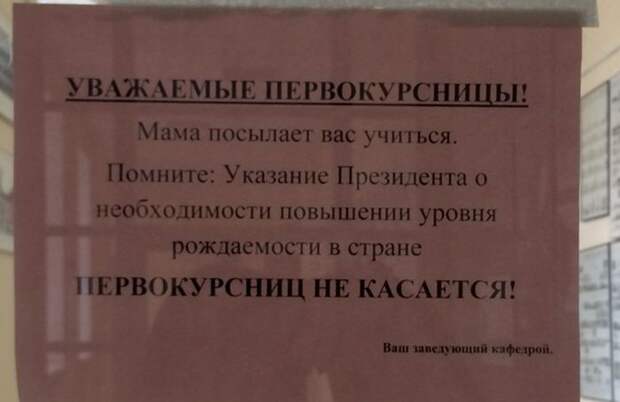 УВАЖАЕМЫЕ ПЕРВОКУРСНИЦЫ!
Мама посылает вас учиться.
Помните: Указание Президента о
необходимости повышении уровня
рождаемости в стране
ПЕРВОКУРСНИЦ НЕ КАСАЕТСЯ!
Ваш заведующий кафедрой.